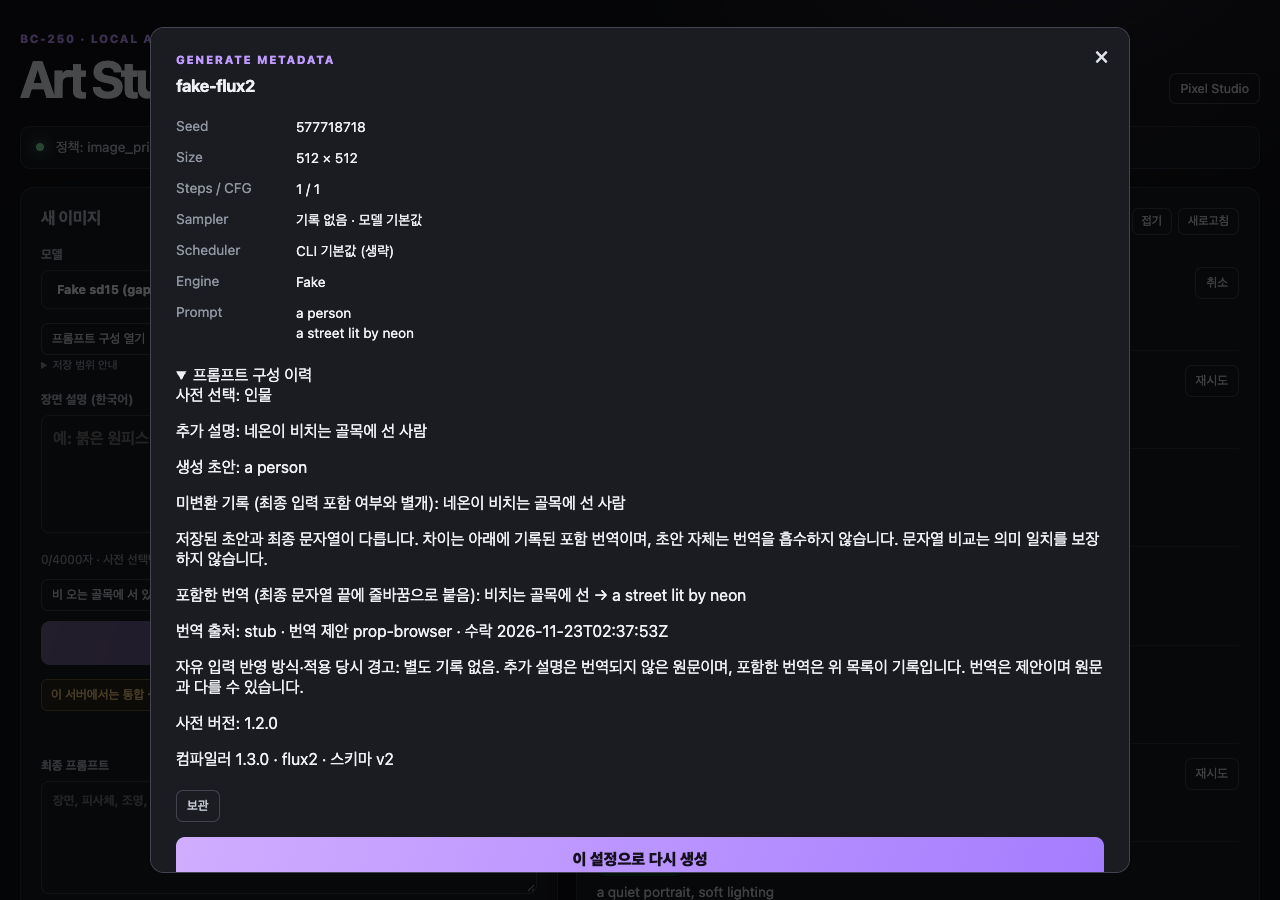 BC-250 · LOCAL A
Art Stu
Pixel Studio
정책: image_pri
새 이미지
접기
새로고침
모델
Fake sd15 (gap
취소
프롬프트 구성 열기
▶ 저장 범위 안내
재시도
장면 설명 (한국어)
예: 붉은 원피스
0/4000자 · 사전 선택
비 오는 골목에 서 있
이 서버에서는 통합
최종 프롬프트
재시도
장면, 피사체, 조명,
a quiet portrait, soft lighting
GENERATE METADATA
×
fake-flux2
Seed 577718718
Size 512 × 512
Steps / CFG 1 / 1
Sampler 기록 없음 · 모델 기본값
Scheduler CLI 기본값 (생략)
Engine Fake
Prompt a person
a street lit by neon
▼ 프롬프트 구성 이력
사전 선택: 인물
추가 설명: 네온이 비치는 골목에 선 사람
생성 초안: a person
미변환 기록 (최종 입력 포함 여부와 별개): 네온이 비치는 골목에 선 사람
저장된 초안과 최종 문자열이 다릅니다. 차이는 아래에 기록된 포함 번역이며, 초안 자체는 번역을 흡수하지 않습니다. 문자열 비교는 의미 일치를 보장
하지 않습니다.
포함한 번역 (최종 문자열 끝에 줄바꿈으로 붙음): 비치는 골목에 선 → a street lit by neon
번역 출처: stub · 번역 제안 prop-browser · 수락 2026-11-23T02:37:53Z
자유 입력 반영 방식·적용 당시 경고: 별도 기록 없음. 추가 설명은 번역되지 않은 원문이며, 포함한 번역은 위 목록이 기록입니다. 번역은 제안이며 원문
과 다를 수 있습니다.
사전 버전: 1.2.0
컴파일러 1.3.0 · flux2 · 스키마 v2
보관
이 설정으로 다시 생성